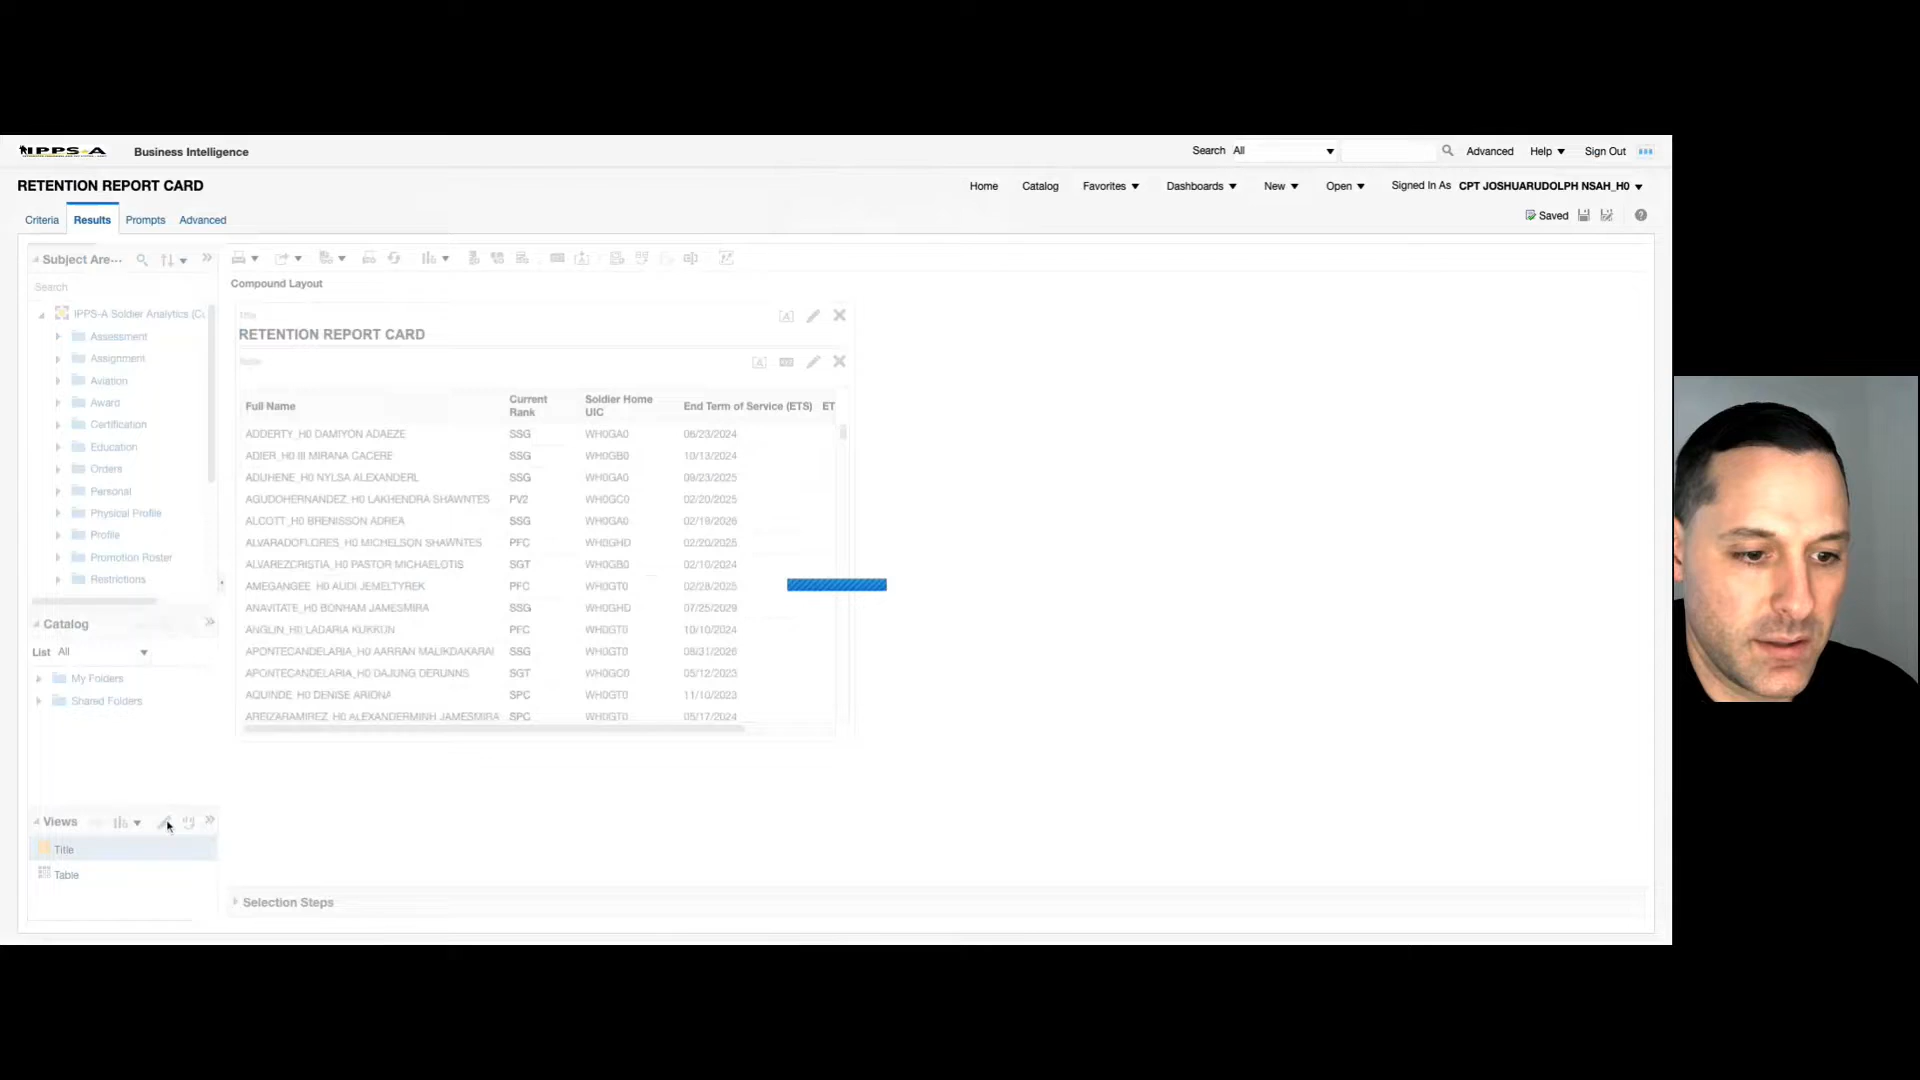 IPPS-A Business Intelligence Search All Advanced Help Sign Out
RETENTION REPORT CARD Home Catalog Favorites Dashboards New Open Signed In As CPT JOSHUARUDOLPH NSAH_H0
Criteria Results Prompts Advanced Saved
Subject Are...
Compound Layout
Search
IPPS-A Soldier Analytics (Cu
Assessment
Assignment
Aviation
Award
Certification
Education
Orders
Personal
Physical Profile
Profile
Promotion Roster
Restrictions
Catalog
List All
My Folders
Shared Folders
Views
Title
Table
Title
RETENTION REPORT CARD
Table
Full Name Current Rank Soldier Home UIC End Term of Service (ETS) ET
ADDERTY_H0 DAMIYON ADAEZE SSG WH0GA0 06/23/2024
ADIER_H0 III MIRANA CACERE SSG WH0GB0 10/13/2024
ADUHENE_H0 NYLSA ALEXANDERL SSG WH0GA0 09/23/2025
AGUDOHERNANDEZ_H0 LAKHENDRA SHAWNTES PV2 WH0GC0 02/20/2025
ALCOTT_H0 BRENISSON ADREA SSG WH0GA0 02/19/2026
ALVARADOFLORES_H0 MICHELSON SHAWNTES PFC WH0GHD 02/20/2025
ALVAREZCRISTIA_H0 PASTOR MICHAELOTIS SGT WH0GB0 02/10/2024
AMEGANGEE_H0 AUDI JEMELTYREK PFC WH0GT0 02/28/2025
ANAVITATE_H0 BONHAM JAMESMIRA SSG WH0GHD 07/25/2029
ANGLIN_H0 LADARIA PFC WH0GT0 10/10/2024
APONTECANDELARIA_H0 AARRAN MALIKDAKARAI SSG WH0GT0 08/31/2026
APONTECANDELARIA_H0 DAJUNG DERUNNS SGT WH0GC0 05/12/2023
AQUINDE_H0 DENISE ARIONA SPC WH0GT0 11/10/2023
AREIZARAMIREZ_H0 ALEXANDERMINH JAMESMIRA SPC WH0GT0 05/17/2024
Selection Steps